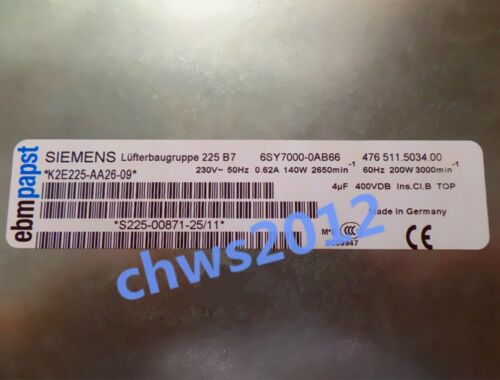 ebmpapst
SIEMENS Lüfterbaugruppe 225 B7 6SY7000-0AB66 476 511.5034.00
*K2E225-AA26-09* 230V~ 50Hz 0.62A 140W 2650min⁻¹ 60Hz 200W 3000min⁻¹
4µF 400VDB Ins.Cl.B TOP
*S225-00871-25/11*
Made in Germany
CCC
CE
chws2012